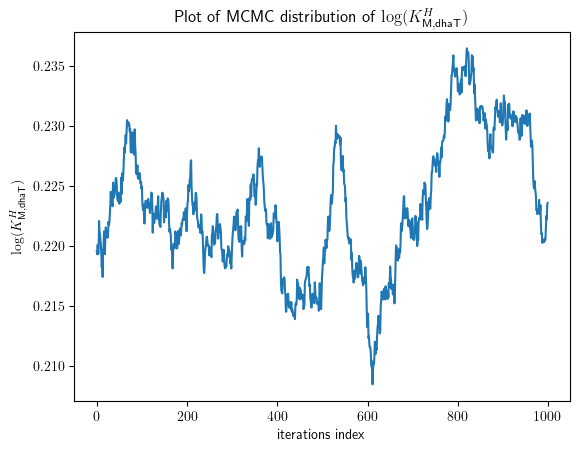 Plot of MCMC distribution of log(K^H_M,dhaT)
log(K^H_M,dhaT)
0.235
0.230
0.225
0.220
0.215
0.210
0 200 400 600 800 1000
iterations index